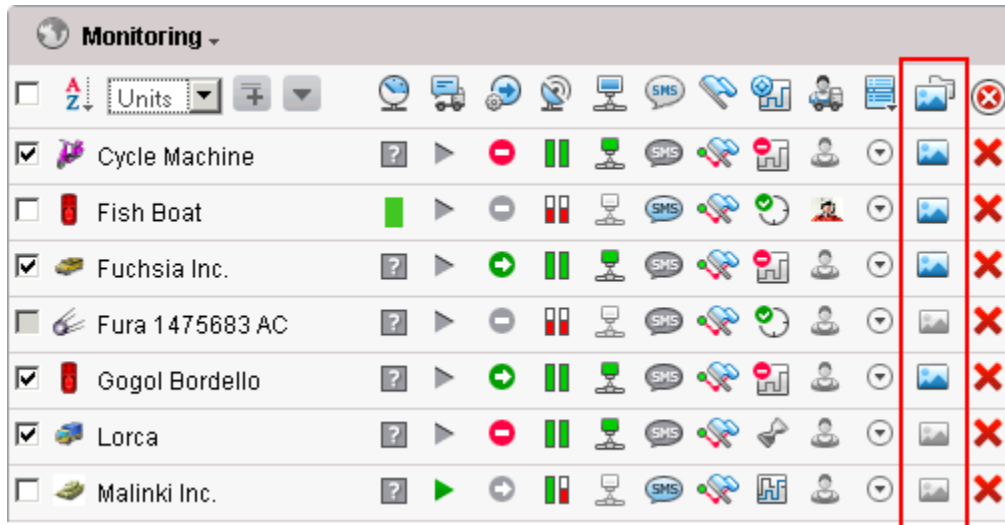 Monitoring
A Z Units SMS
? Cycle Machine SMS
Fish Boat SMS
? Fuchsia Inc. SMS
? Fura 1475683 AC SMS
? Gogol Bordello SMS
? Lorca SMS
? Malinki Inc. SMS